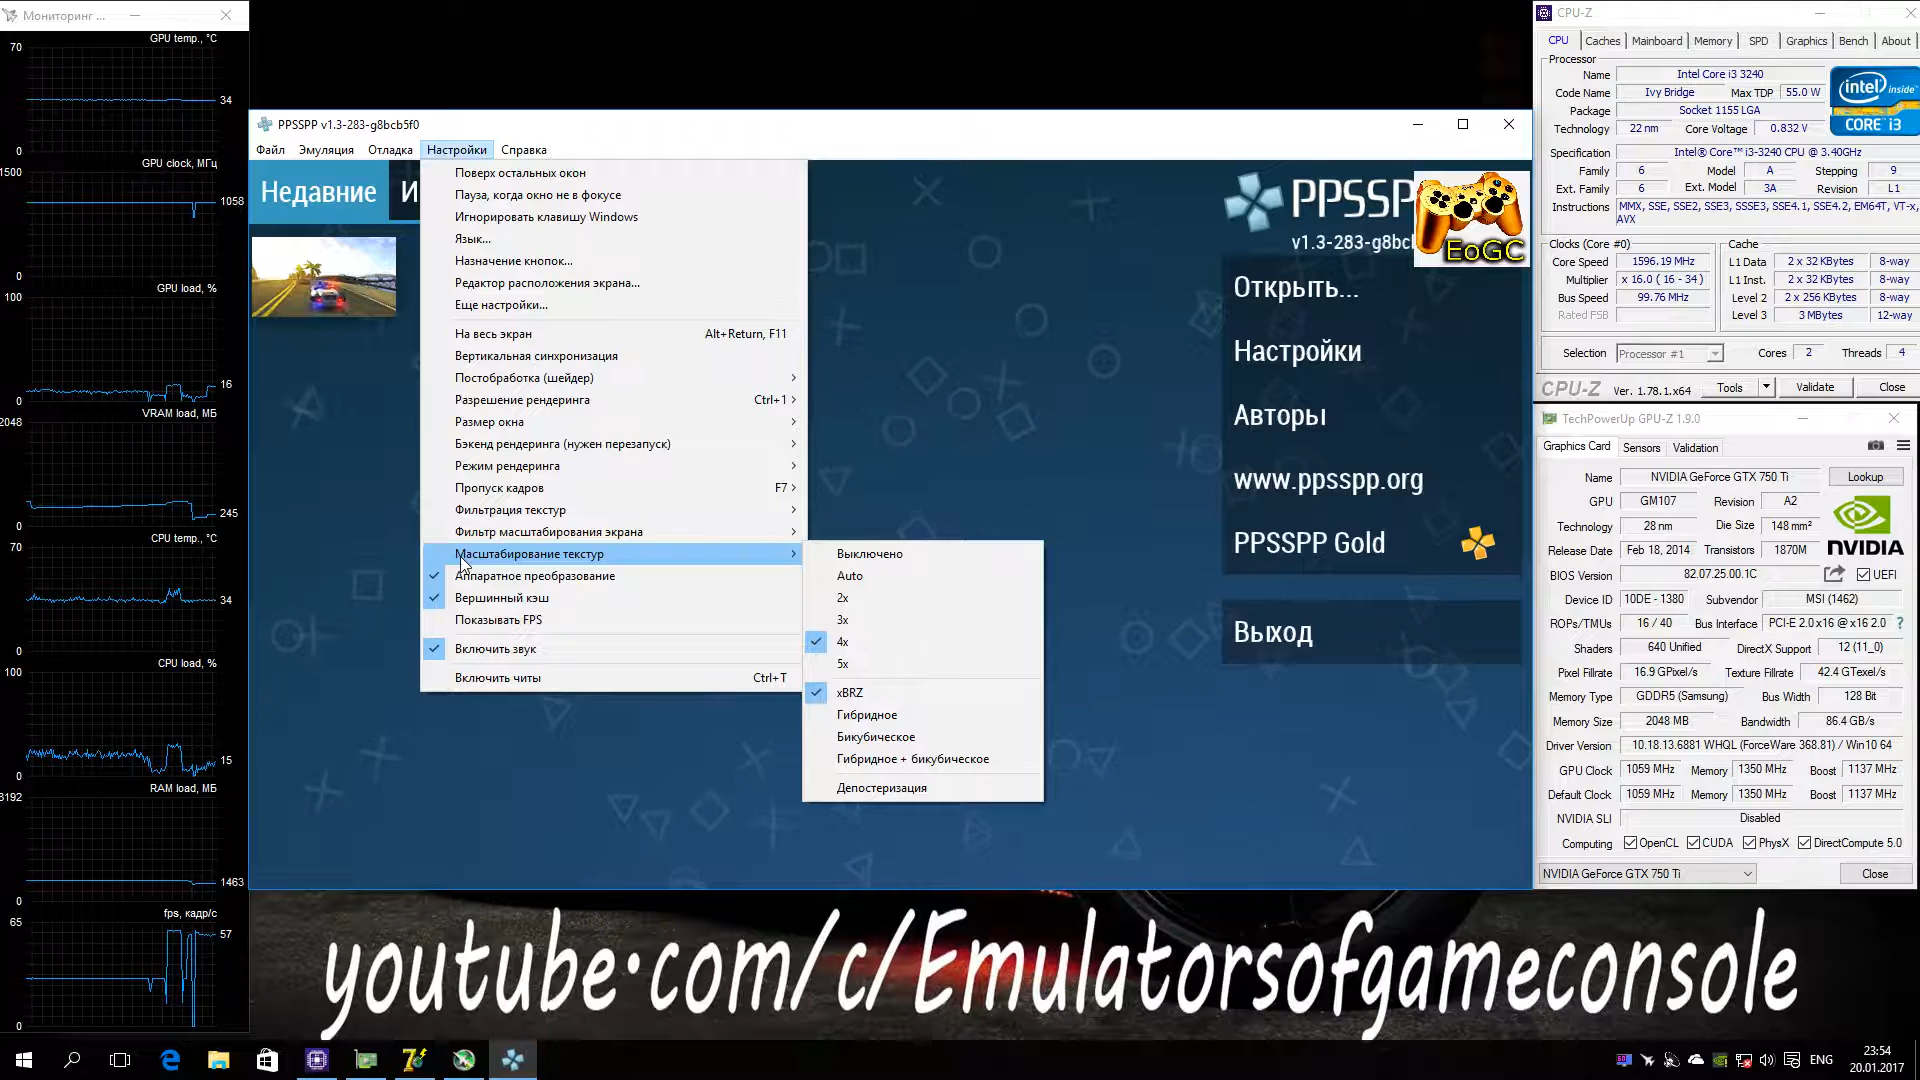 Мониторинг ...
GPU temp., °C
70
34
0
GPU clock, МГц
1500
1058
0
GPU load, %
100
16
0
VRAM load, МБ
2048
245
0
CPU temp., °C
70
34
0
CPU load, %
100
15
0
RAM load, МБ
8192
1463
0
fps, кадр/с
65
57
0
PPSSPP v1.3-283-g8bcb5f0
Файл Эмуляция Отладка Настройки Справка
Недавние И
Поверх остальных окон
Пауза, когда окно не в фокусе
Игнорировать клавишу Windows
Язык...
Назначение кнопок...
Редактор расположения экрана...
Еще настройки...
На весь экран Alt+Return, F11
Вертикальная синхронизация
Постобработка (шейдер)
Разрешение рендеринга Ctrl+1
Размер окна
Бэкенд рендеринга (нужен перезапуск)
Режим рендеринга
Пропуск кадров F7
Фильтрация текстур
Фильтр масштабирования экрана
Масштабирование текстур
Аппаратное преобразование
Вершинный кэш
Показывать FPS
Включить звук
Включить читы Ctrl+T
Выключено
Auto
2x
3x
4x
5x
xBRZ
Гибридное
Бикубическое
Гибридное + бикубическое
Депостеризация
PPSSP
v1.3-283-g8bcl
EoGC
Открыть...
Настройки
Авторы
www.ppsspp.org
PPSSPP Gold
Выход
CPU-Z
CPU Caches Mainboard Memory SPD Graphics Bench About
Processor
Name Intel Core i3 3240
Code Name Ivy Bridge Max TDP 55.0 W
Package Socket 1155 LGA
Technology 22 nm Core Voltage 0.832 V
intel inside
CORE i3
Specification Intel® Core™ i3-3240 CPU @ 3.40GHz
Family 6 Model A Stepping 9
Ext. Family 6 Ext. Model 3A Revision L1
Instructions MMX, SSE, SSE2, SSE3, SSSE3, SSE4.1, SSE4.2, EM64T, VT-x,
AVX
Clocks (Core #0) Cache
Core Speed 1596.19 MHz L1 Data 2 x 32 KBytes 8-way
Multiplier x 16.0 ( 16 - 34 ) L1 Inst. 2 x 32 KBytes 8-way
Bus Speed 99.76 MHz Level 2 2 x 256 KBytes 8-way
Rated FSB Level 3 3 MBytes 12-way
Selection Processor #1 Cores 2 Threads 4
CPU-Z Ver. 1.78.1.x64 Tools Validate Close
TechPowerUp GPU-Z 1.9.0
Graphics Card Sensors Validation
Name NVIDIA GeForce GTX 750 Ti Lookup
GPU GM107 Revision A2
Technology 28 nm Die Size 148 mm²
Release Date Feb 18, 2014 Transistors 1870M
NVIDIA
BIOS Version 82.07.25.00.1C UEFI
Device ID 10DE - 1380 Subvendor MSI (1462)
ROPs/TMUs 16 / 40 Bus Interface PCI-E 2.0 x16 @ x16 2.0 ?
Shaders 640 Unified DirectX Support 12 (11_0)
Pixel Fillrate 16.9 GPixel/s Texture Fillrate 42.4 GTexel/s
Memory Type GDDR5 (Samsung) Bus Width 128 Bit
Memory Size 2048 MB Bandwidth 86.4 GB/s
Driver Version 10.18.13.6881 WHQL (ForceWare 368.81) / Win10 64
GPU Clock 1059 MHz Memory 1350 MHz Boost 1137 MHz
Default Clock 1059 MHz Memory 1350 MHz Boost 1137 MHz
NVIDIA SLI Disabled
Computing OpenCL CUDA PhysX DirectCompute 5.0
NVIDIA GeForce GTX 750 Ti Close
youtube.com/c/Emulatorsofgameconsole
ENG
23:54
20.01.2017